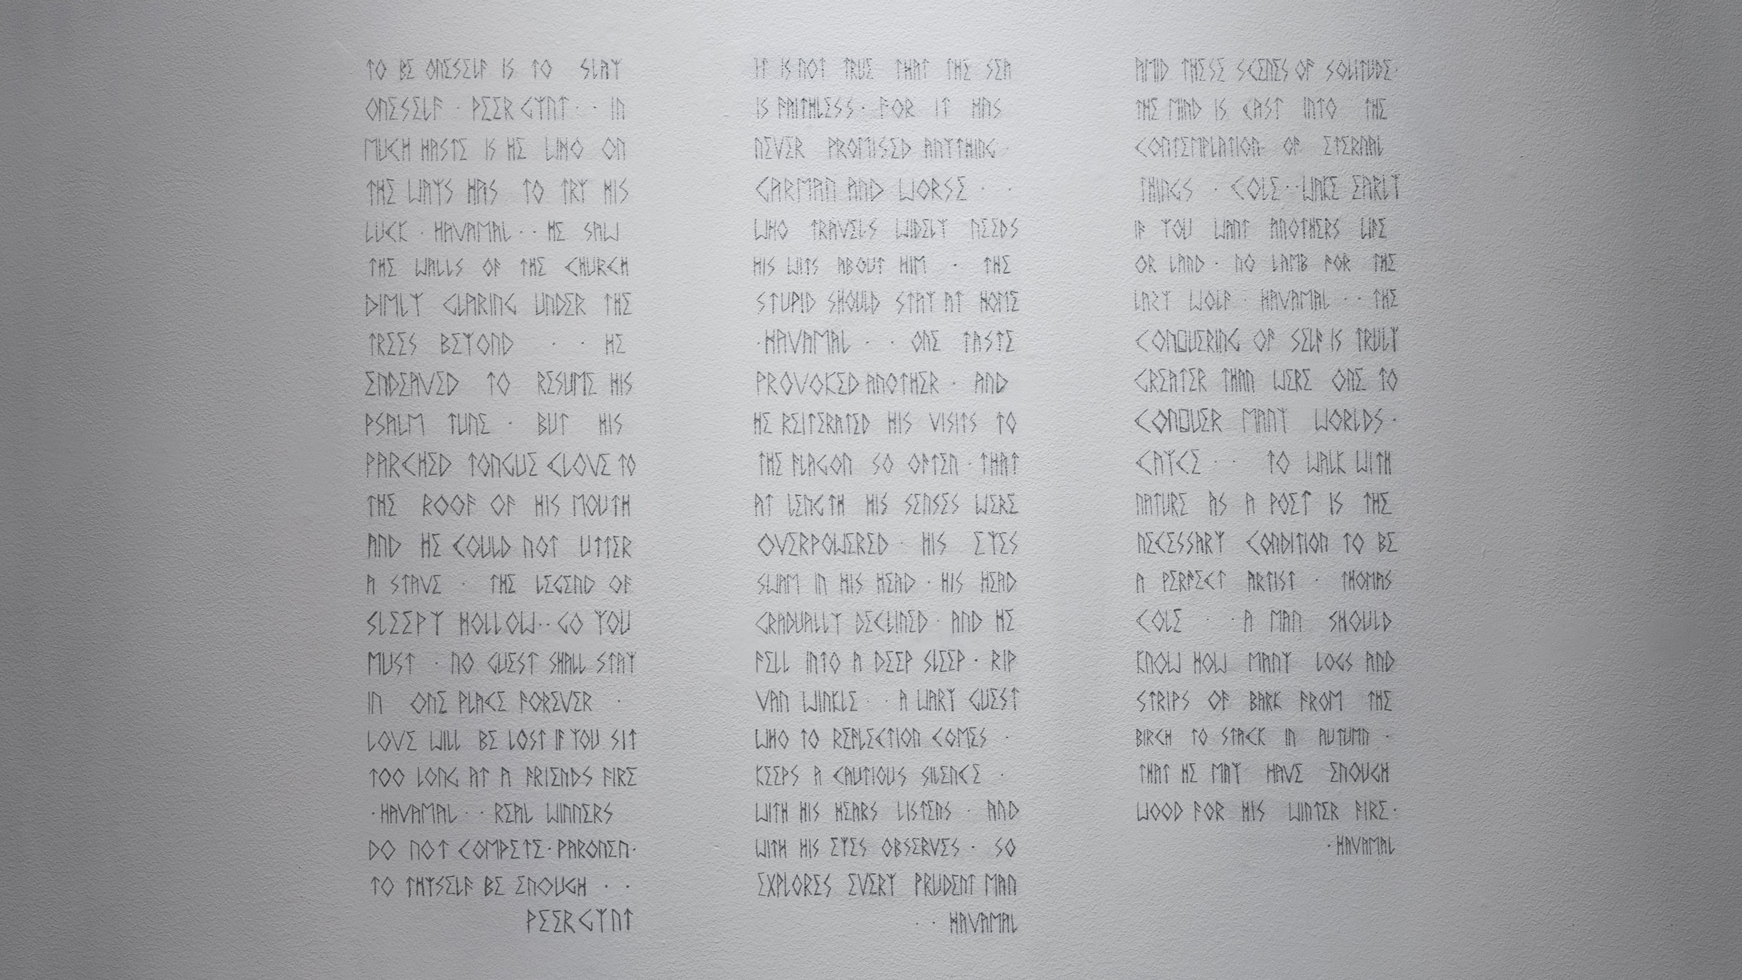 TO BE ONESELF IS TO SLAY
ONESELF · PEER GYNT · · IN
MUCH HASTE IS HE WHO ON
THE WAYS HAS TO TRY HIS
LUCK · HAVAMAL · · HE SAW
THE WALLS OF THE CHURCH
DIMLY GLARING UNDER THE
TREES BEYOND · · HE
ENDEAVED TO RESUME HIS
PSALM TUNE · BUT HIS
PARCHED TONGUE CLOVE TO
THE ROOF OF HIS MOUTH
AND HE COULD NOT UTTER
A STAVE · THE LEGEND OF
SLEEPY HOLLOW · · GO YOU
MUST · NO GUEST SHALL STAY
IN ONE PLACE FOREVER ·
LOVE WILL BE LOST IF YOU SIT
TOO LONG AT A FRIENDS FIRE
· HAVAMAL · · REAL WINNERS
DO NOT COMPETE · PARONEN ·
TO THYSELF BE ENOUGH · ·
PEER GYNT
IT IS NOT TRUE THAT THE SEA
IS FAITHLESS · FOR IT HAS
NEVER PROMISED ANYTHING ·
GARMAN AND WORSE · ·
WHO TRAVELS WIDELY NEEDS
HIS WITS ABOUT HIM · THE
STUPID SHOULD STAY AT HOME
· HAVAMAL · · ONE TASTE
PROVOKED ANOTHER · AND
HE REITERATED HIS VISITS TO
THE FLAGON SO OFTEN · THAT
AT LENGTH HIS SENSES WERE
OVERPOWERED · HIS EYES
SWAM IN HIS HEAD · HIS HEAD
GRADUALLY DECLINED · AND HE
FELL INTO A DEEP SLEEP · RIP
VAN WINKLE · · A WARY GUEST
WHO TO REFLECTION COMES ·
KEEPS A CAUTIOUS SILENCE ·
WITH HIS HEARS LISTENS · AND
WITH HIS EYES OBSERVES · SO
EXPLORES EVERY PRUDENT MAN
· · HAVAMAL
AMID THESE SCENES OF SOLITUDE ·
THE MIND IS CAST INTO THE
CONTEMPLATION OF ETERNAL
THINGS · COLE · · WAKE EARLY
IF YOU WANT ANOTHERS LIFE
OR LAND · NO LAMB FOR THE
LAZY WOLF · HAVAMAL · · THE
CONQUERING OF SELF IS TRULY
GREATER THAN WERE ONE TO
CONQUER MANY WORLDS ·
CAYCE · · TO WALK WITH
NATURE AS A POET IS THE
NECESSARY CONDITION TO BE
A PERFECT ARTIST · THOMAS
COLE · · A MAN SHOULD
KNOW HOW MANY LOGS AND
STRIPS OF BARK FROM THE
BIRCH TO STACK IN AUTUMN ·
THAT HE MAY HAVE ENOUGH
WOOD FOR HIS WINTER FIRE ·
· HAVAMAL